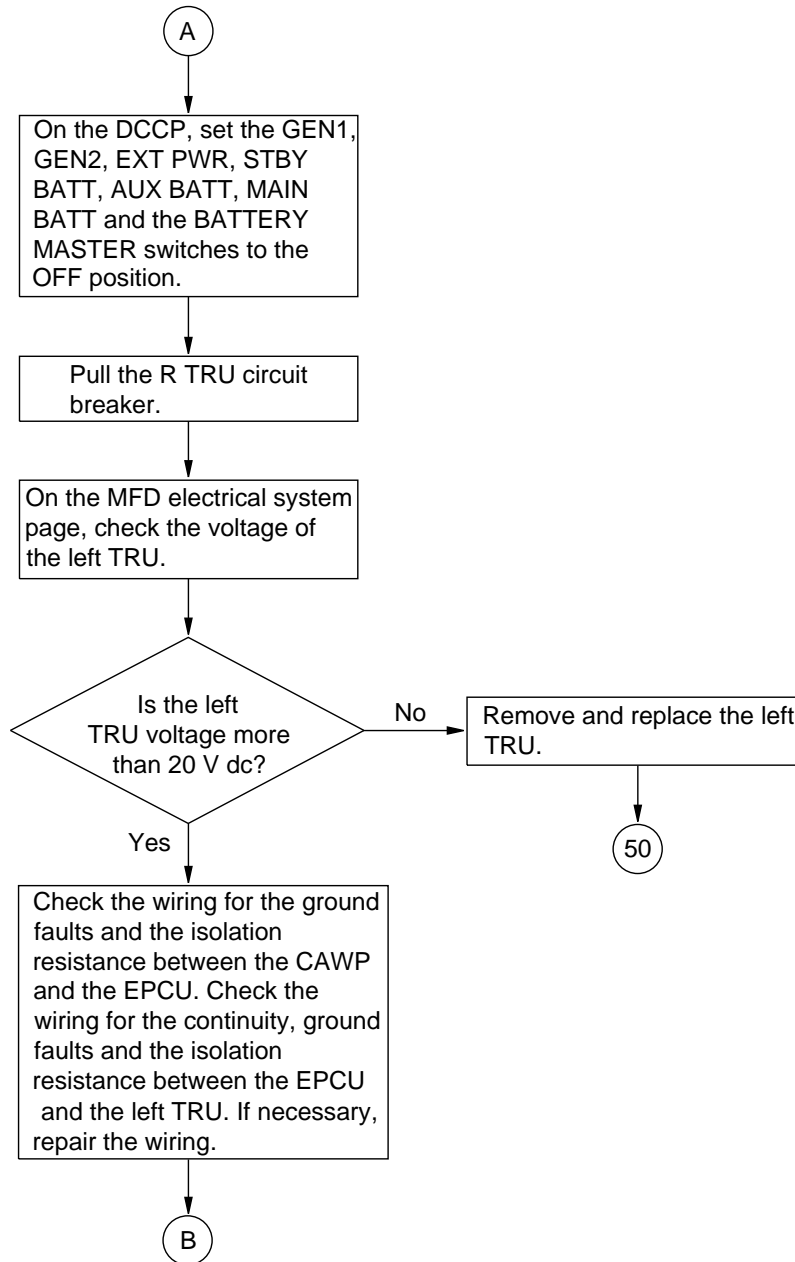 A
On the DCCP, set the GEN1,
GEN2, EXT PWR, STBY
BATT, AUX BATT, MAIN
BATT and the BATTERY
MASTER switches to the
OFF position.
Pull the R TRU circuit
breaker.
On the MFD electrical system
page, check the voltage of
the left TRU.
Is the left
TRU voltage more
than 20 V dc?
No
Remove and replace the left
TRU.
50
Yes
Check the wiring for the ground
faults and the isolation
resistance between the CAWP
and the EPCU. Check the
wiring for the continuity, ground
faults and the isolation
resistance between the EPCU
and the left TRU. If necessary,
repair the wiring.
B